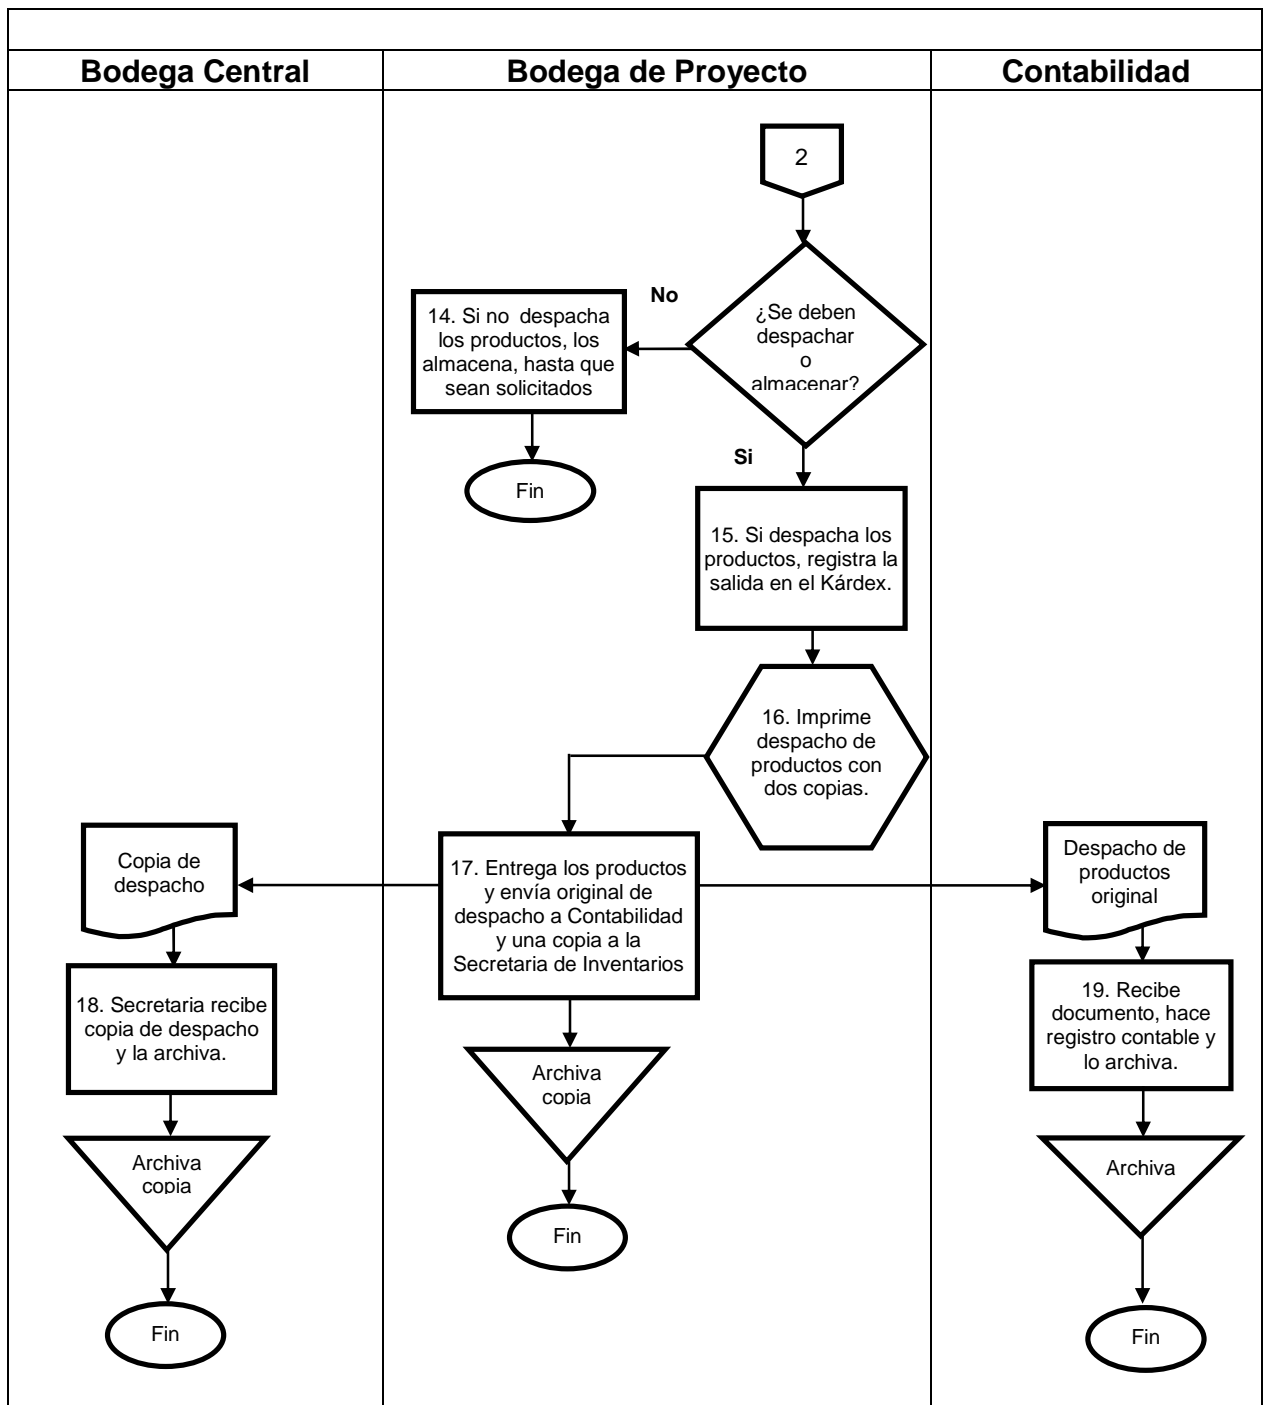 Bodega Central
Bodega de Proyecto
Contabilidad
2
¿Se deben
despachar
o
almacenar?
No
14. Si no  despacha
los productos, los
almacena, hasta que
sean solicitados
Fin
Si
15. Si despacha los
productos, registra la
salida en el Kárdex.
16. Imprime
despacho de
productos con
dos copias.
17. Entrega los productos
y envía original de
despacho a Contabilidad
y una copia a la
Secretaria de Inventarios
Copia de
despacho
Despacho de
productos
original
18. Secretaria recibe
copia de despacho
y la archiva.
19. Recibe
documento, hace
registro contable y
lo archiva.
Archiva
copia
Fin
Archiva
copia
Fin
Archiva
Fin